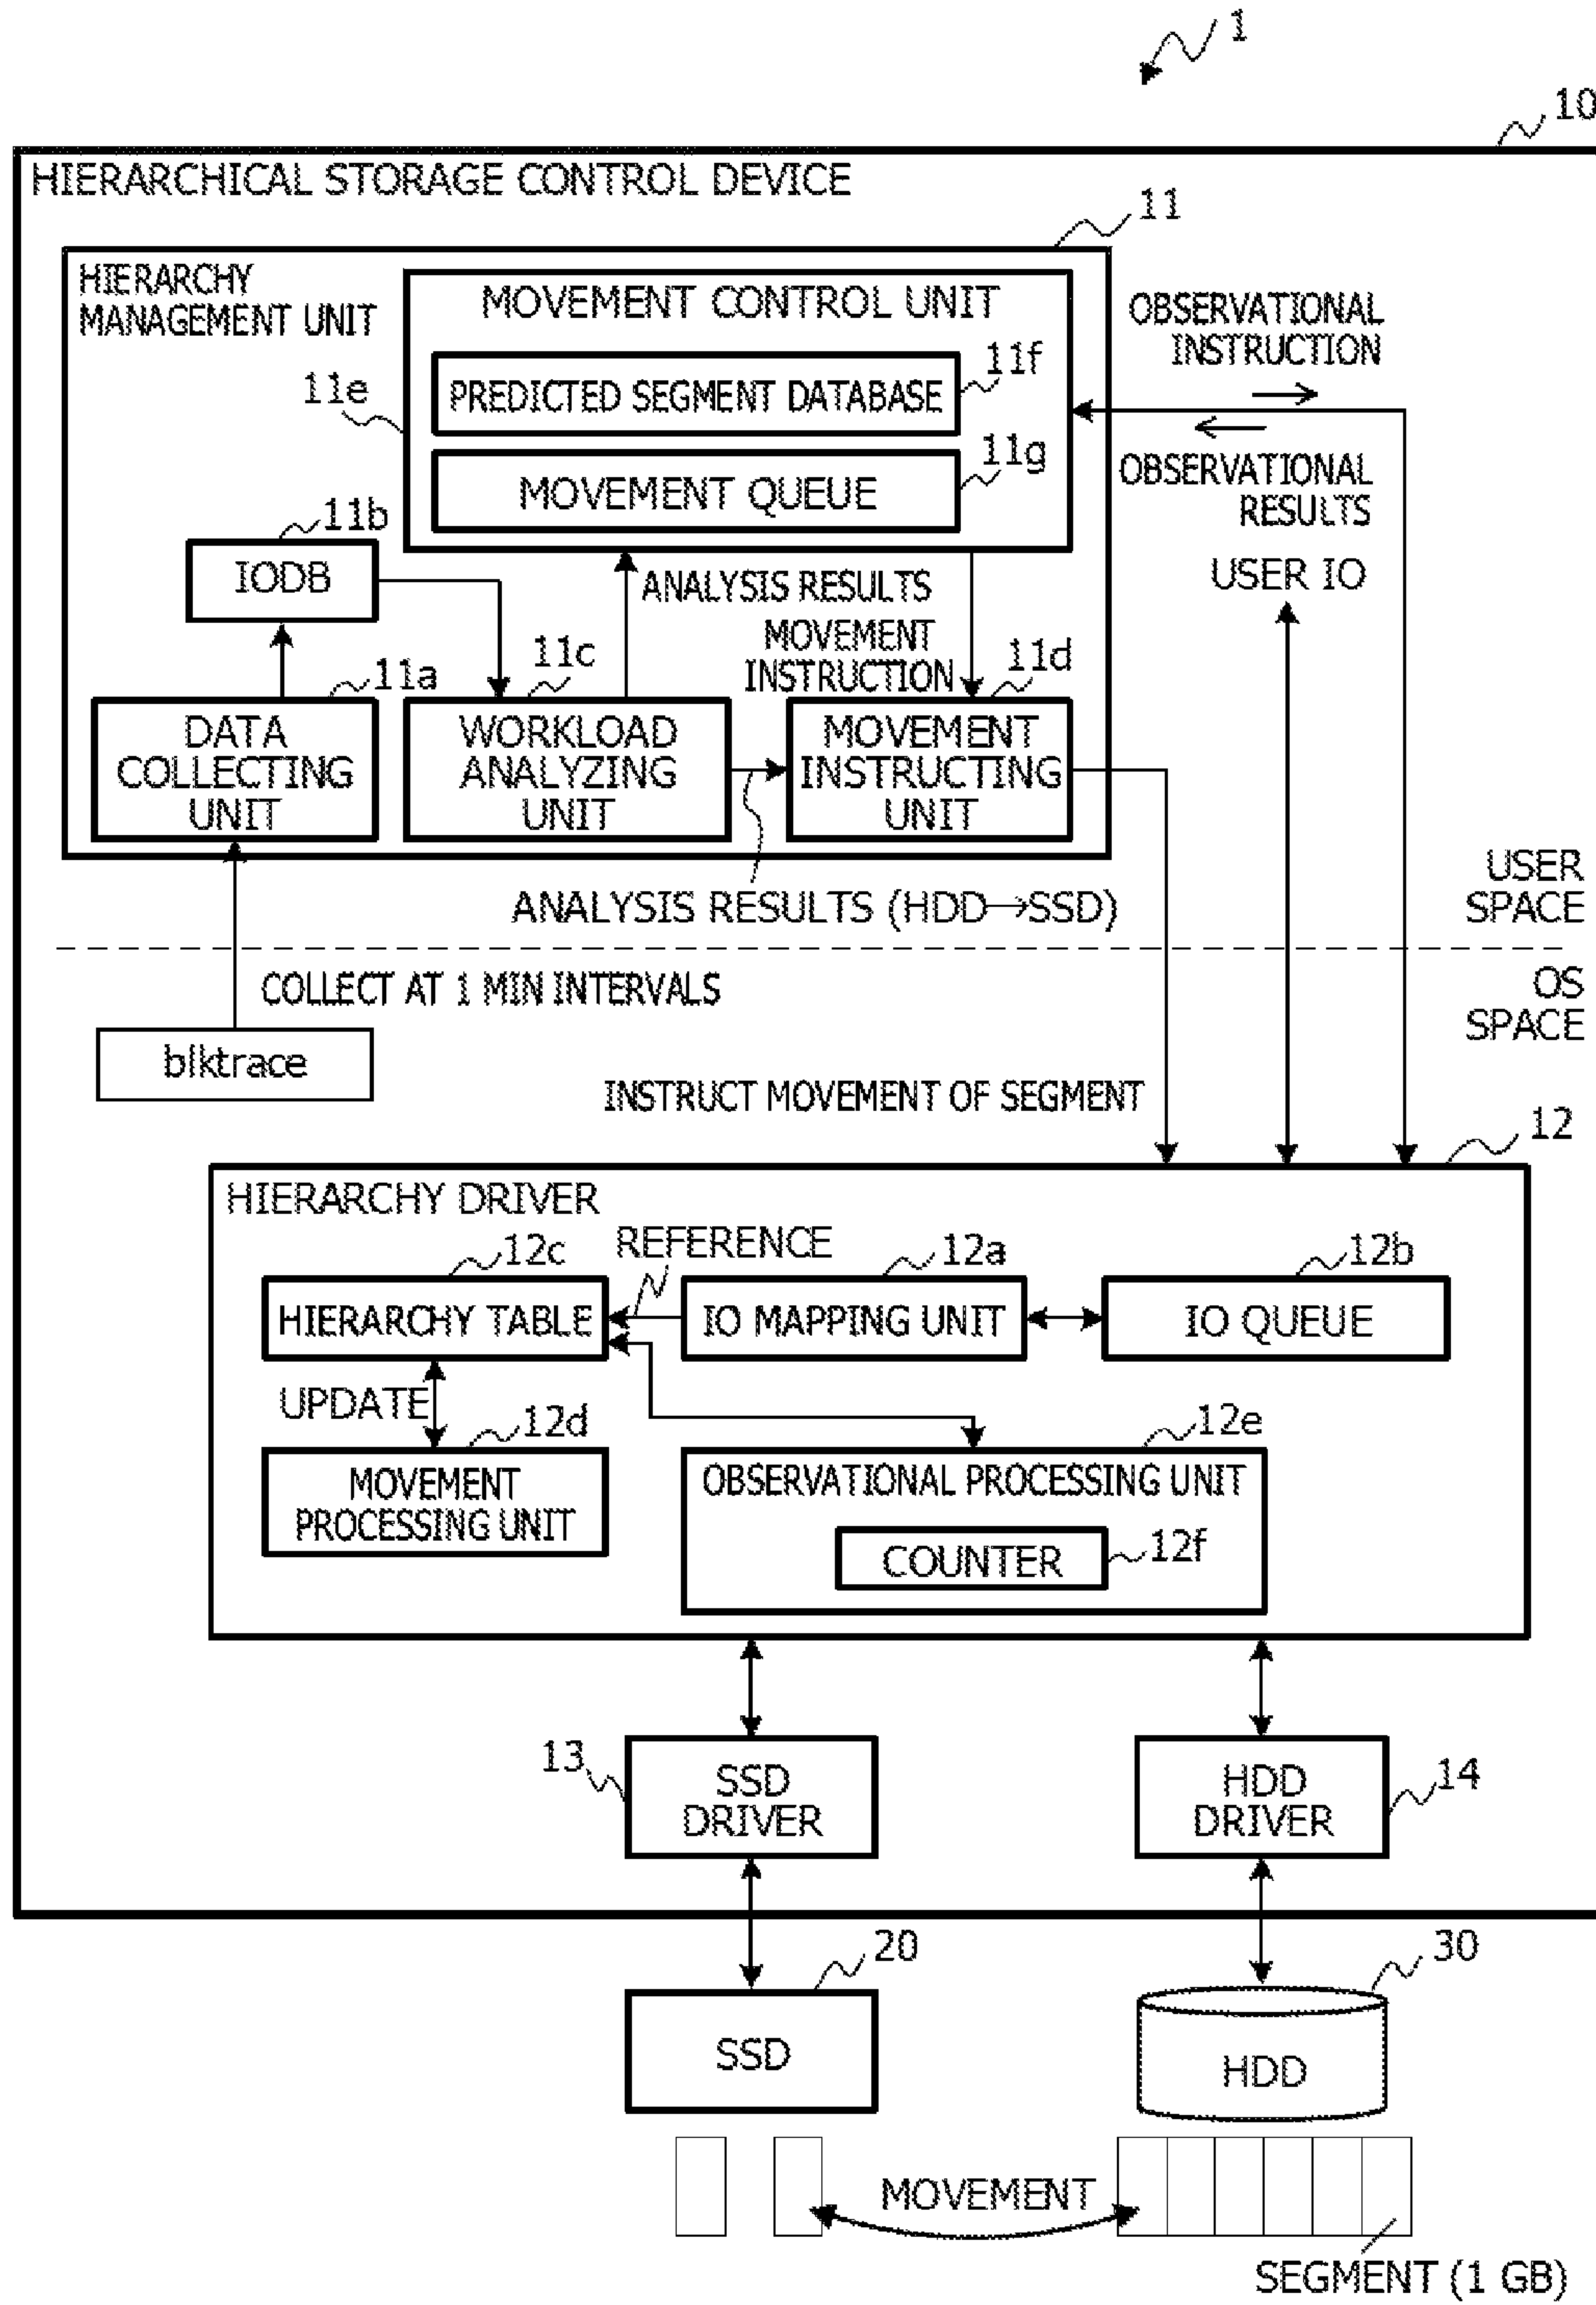 1
10
HIERARCHICAL STORAGE CONTROL DEVICE
11
HIERARCHY
MANAGEMENT UNIT
MOVEMENT CONTROL UNIT
11e
PREDICTED SEGMENT DATABASE
11f
MOVEMENT QUEUE
11g
OBSERVATIONAL
INSTRUCTION
OBSERVATIONAL
RESULTS
USER IO
11b
IODB
ANALYSIS RESULTS
MOVEMENT
INSTRUCTION
11a
DATA
COLLECTING
UNIT
11c
WORKLOAD
ANALYZING
UNIT
11d
MOVEMENT
INSTRUCTING
UNIT
ANALYSIS RESULTS (HDD→SSD)
USER
SPACE
OS
SPACE
COLLECT AT 1 MIN INTERVALS
blktrace
INSTRUCT MOVEMENT OF SEGMENT
12
HIERARCHY DRIVER
12c
REFERENCE
12a
12b
HIERARCHY TABLE
IO MAPPING UNIT
IO QUEUE
UPDATE
12d
12e
MOVEMENT
PROCESSING UNIT
OBSERVATIONAL PROCESSING UNIT
COUNTER
12f
13
SSD
DRIVER
HDD
DRIVER
14
20
30
SSD
HDD
MOVEMENT
SEGMENT (1 GB)